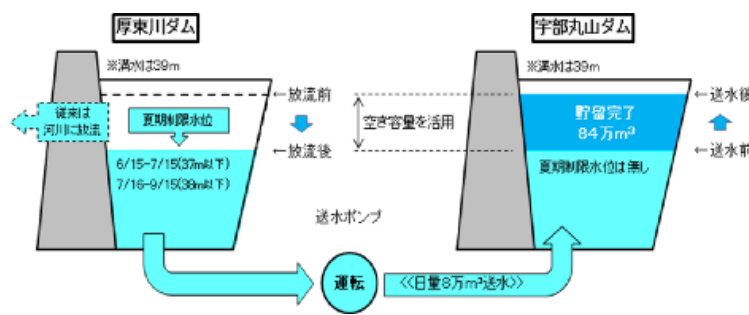 厚東川ダム
※満水は39m
←放流前
従来は
河川に放流
夏期制限水位
←放流後
6/15-7/15(37m以下)
7/16-9/15(38m以下)
宇部丸山ダム
※満水は39m
←送水後
空き容量を活用
貯留完了
84万m³
←送水前
夏期制限水位は無し
送水ポンプ
運転
≪日量8万m³送水≫